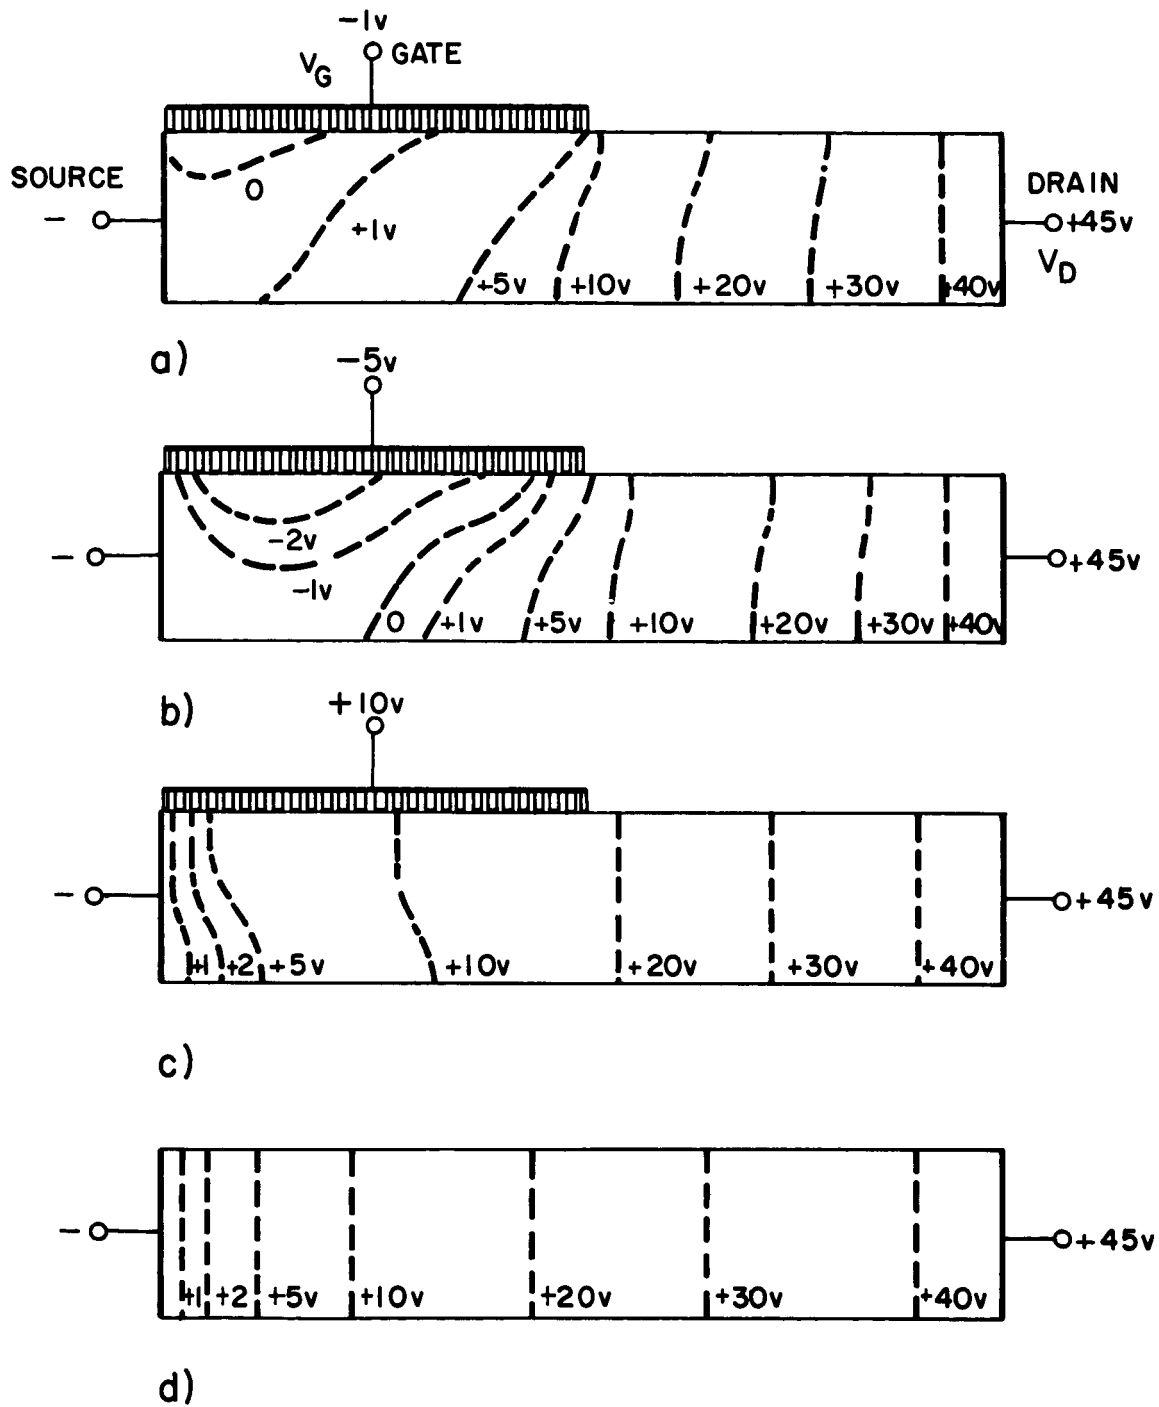 −1v
V_G GATE
SOURCE
DRAIN
−
+45v
V_D
0
+1v
+5v +10v +20v +30v +40v
a)
−5v
−
+45v
−2v
−1v
0 +1v +5v +10v +20v +30v +40v
b)
+10v
−
+45v
+1 +2 +5v +10v +20v +30v +40v
c)
−
+45v
+1 +2 +5v +10v +20v +30v +40v
d)